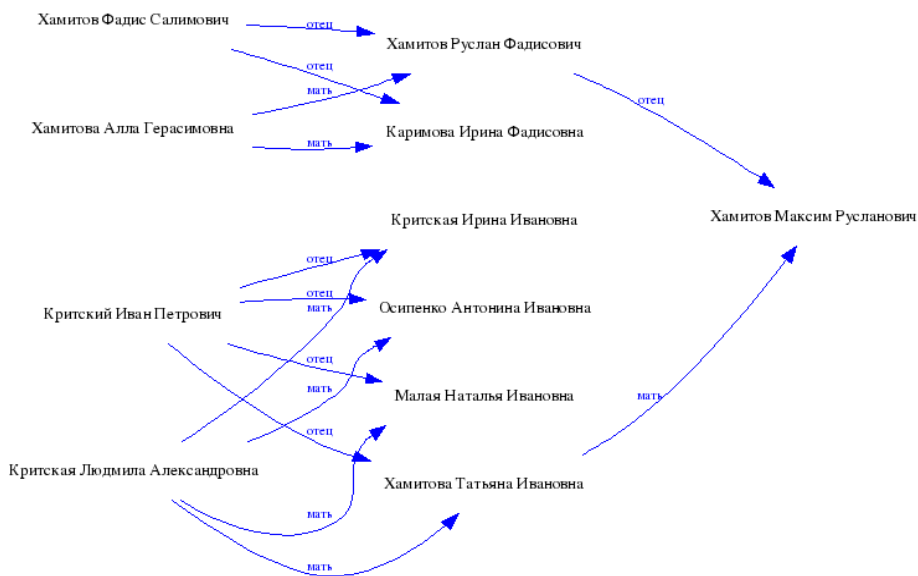 Хамитов Фадис Салимович
отец
Хамитов Руслан Фадисович
отец
мать
отец
Хамитова Алла Герасимовна
Каримова Ирина Фадисовна
мать
Критская Ирина Ивановна
Хамитов Максим Русланович
отец
отец
мать
Осипенко Антонина Ивановна
Критский Иван Петрович
отец
мать
Малая Наталья Ивановна
мать
отец
Критская Людмила Александровна
Хамитова Татьяна Ивановна
мать
мать